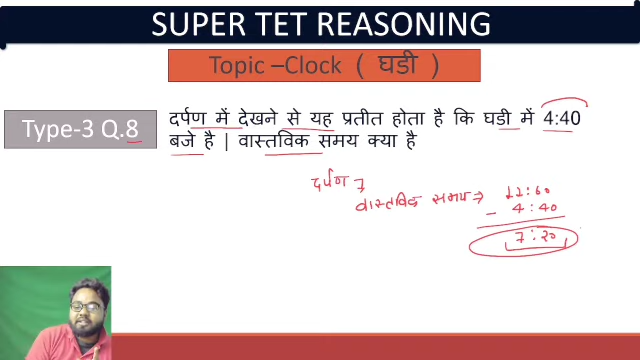 SUPER TET REASONING
Topic –Clock ( घडी )
Type-3 Q.8
दर्पण में देखने से यह प्रतीत होता है कि घडी में 4:40
बजे है | वास्तविक समय क्या है
दर्पण →
वास्तविक समय → 11:60
- 4:40
7:20